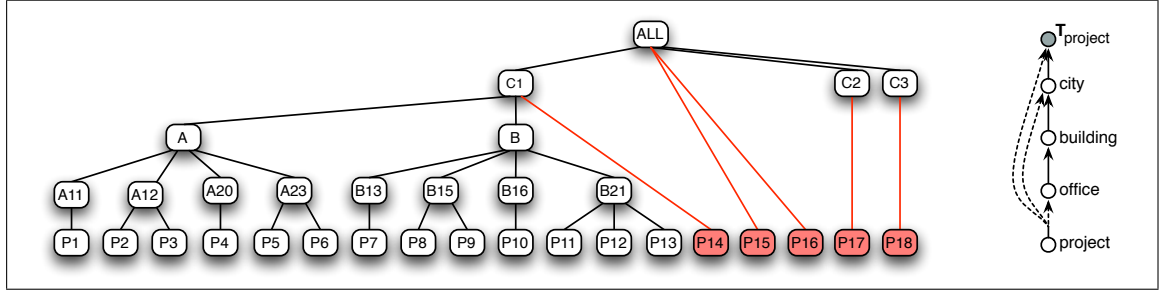 ALL
T project
C1 C2 C3
city
A B
building
A11 A12 A20 A23 B13 B15 B16 B21
office
P1 P2 P3 P4 P5 P6 P7 P8 P9 P10 P11 P12 P13 P14 P15 P16 P17 P18
project